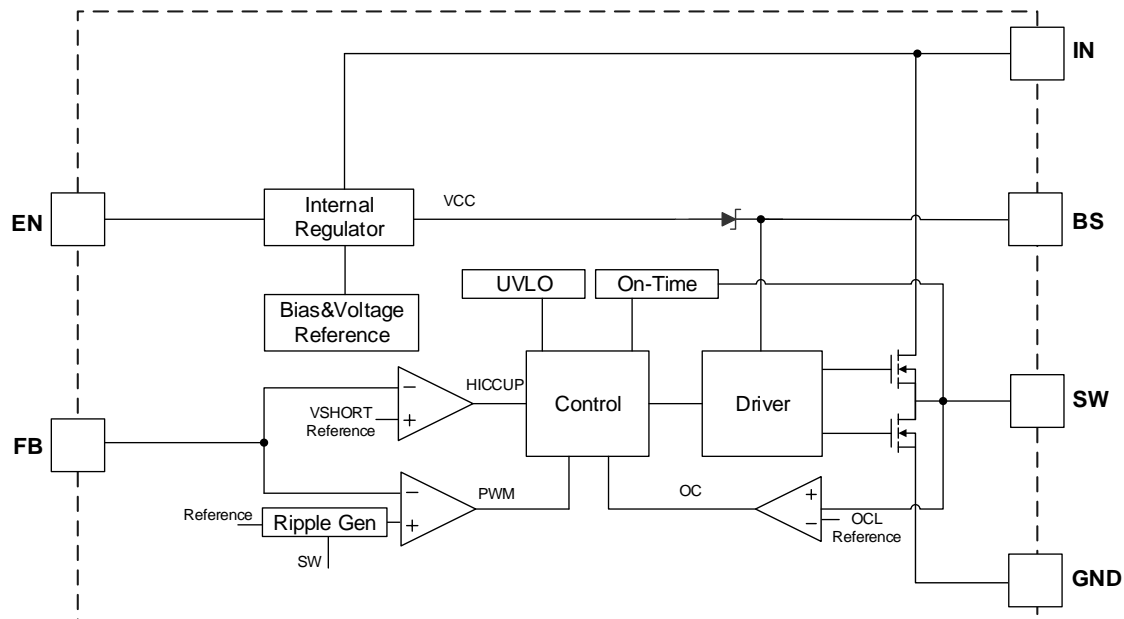 IN
EN
Internal
Regulator
VCC
BS
UVLO
On-Time
Bias&Voltage
Reference
HICCUP
−
VSHORT
Reference
+
Control
Driver
SW
FB
−
PWM
OC
+
Reference
Ripple Gen
+
−
OCL
Reference
SW
GND